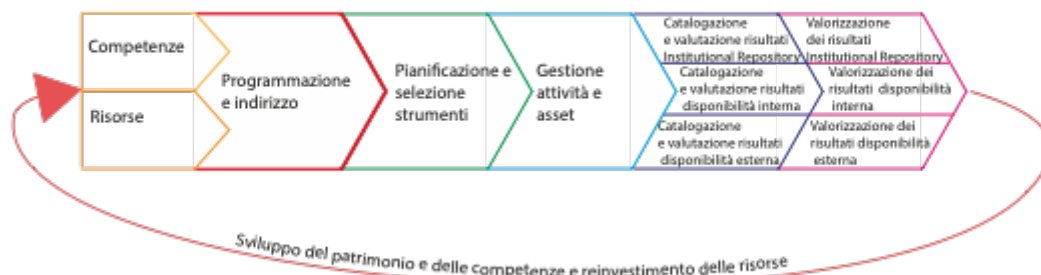 Competenze
Risorse
Programmazione
e indirizzo
Pianificazione e
selezione
strumenti
Gestione
attività e
asset
Catalogazione
e valutazione risultati
Institutional Repository
Catalogazione
e valutazione risultati
disponibilità interna
Catalogazione
e valutazione risultati
disponibilità esterna
Valorizzazione
dei risultati
Institutional Repository
Valorizzazione dei
risultati disponibilità
interna
Valorizzazione dei
risultati disponibilità
esterna
Sviluppo del patrimonio e delle competenze e reinvestimento delle risorse